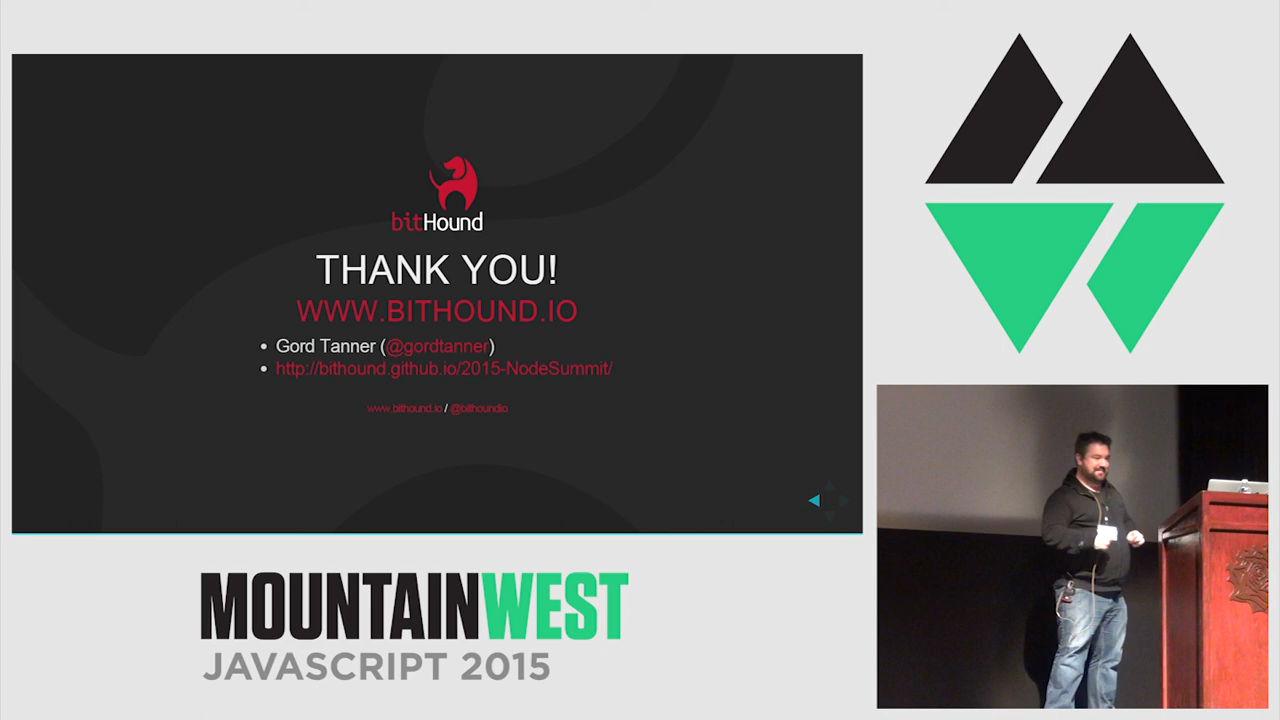 bitHound
THANK YOU!
WWW.BITHOUND.IO
• Gord Tanner (@gordtanner)
• http://bithound.github.io/2015-NodeSummit/
www.bithound.io / @bithoundio
MOUNTAINWEST
JAVASCRIPT 2015